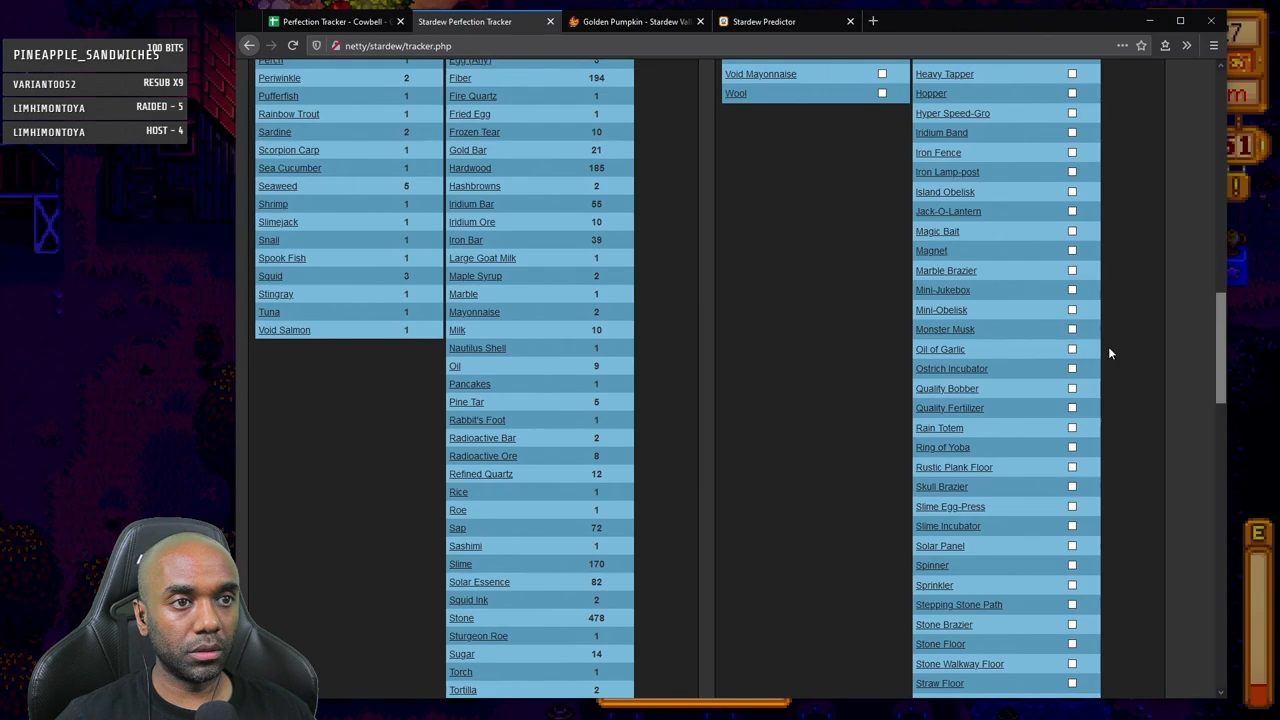 Perfection Tracker - Cowbell -
Stardew Perfection Tracker
Golden Pumpkin - Stardew Val
Stardew Predictor
netty/stardew/tracker.php
PINEAPPLE_SANDWICHES 100 BITS
VARIANT0052 RESUB X9
LIMHIMONTOYA RAIDED - 5
LIMHIMONTOYA HOST - 4
Perch 1
Periwinkle 2
Pufferfish 1
Rainbow Trout 1
Sardine 2
Scorpion Carp 1
Sea Cucumber 1
Seaweed 5
Shrimp 1
Slimejack 1
Snail 1
Spook Fish 1
Squid 3
Stingray 1
Tuna 1
Void Salmon 1
Egg (Any) 3
Fiber 194
Fire Quartz 1
Fried Egg 1
Frozen Tear 10
Gold Bar 21
Hardwood 185
Hashbrowns 2
Iridium Bar 55
Iridium Ore 10
Iron Bar 39
Large Goat Milk 1
Maple Syrup 2
Marble 1
Mayonnaise 2
Milk 10
Nautilus Shell 1
Oil 9
Pancakes 1
Pine Tar 5
Rabbit's Foot 1
Radioactive Bar 2
Radioactive Ore 8
Refined Quartz 12
Rice 1
Roe 1
Sap 72
Sashimi 1
Slime 170
Solar Essence 82
Squid Ink 2
Stone 478
Sturgeon Roe 1
Sugar 14
Torch 1
Tortilla 2
Void Mayonnaise
Wool
Heavy Tapper
Hopper
Hyper Speed-Gro
Iridium Band
Iron Fence
Iron Lamp-post
Island Obelisk
Jack-O-Lantern
Magic Bait
Magnet
Marble Brazier
Mini-Jukebox
Mini-Obelisk
Monster Musk
Oil of Garlic
Ostrich Incubator
Quality Bobber
Quality Fertilizer
Rain Totem
Ring of Yoba
Rustic Plank Floor
Skull Brazier
Slime Egg-Press
Slime Incubator
Solar Panel
Spinner
Sprinkler
Stepping Stone Path
Stone Brazier
Stone Floor
Stone Walkway Floor
Straw Floor
E